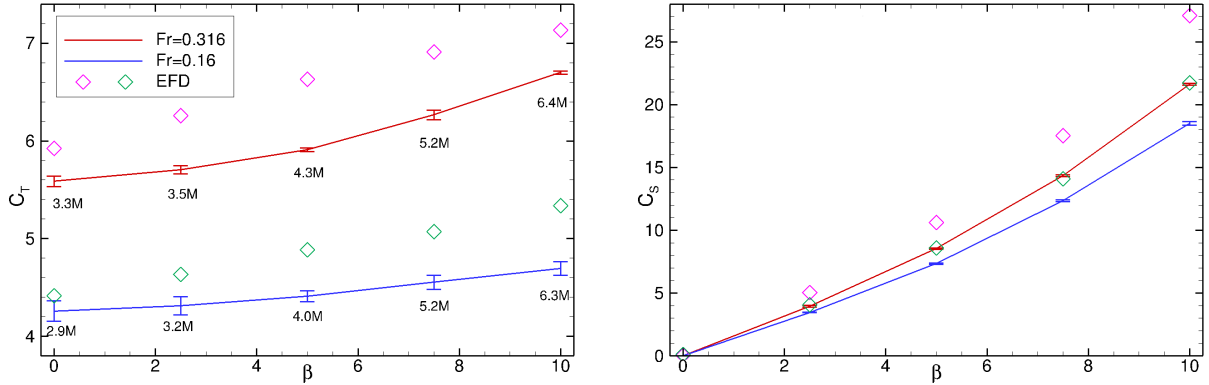 7
6
5
4
C_T
Fr=0.316
Fr=0.16
EFD
3.3M
3.5M
4.3M
5.2M
6.4M
2.9M
3.2M
4.0M
5.2M
6.3M
0 2 4 6 8 10
β
25
20
15
10
5
0
C_S
0 2 4 6 8 10
β